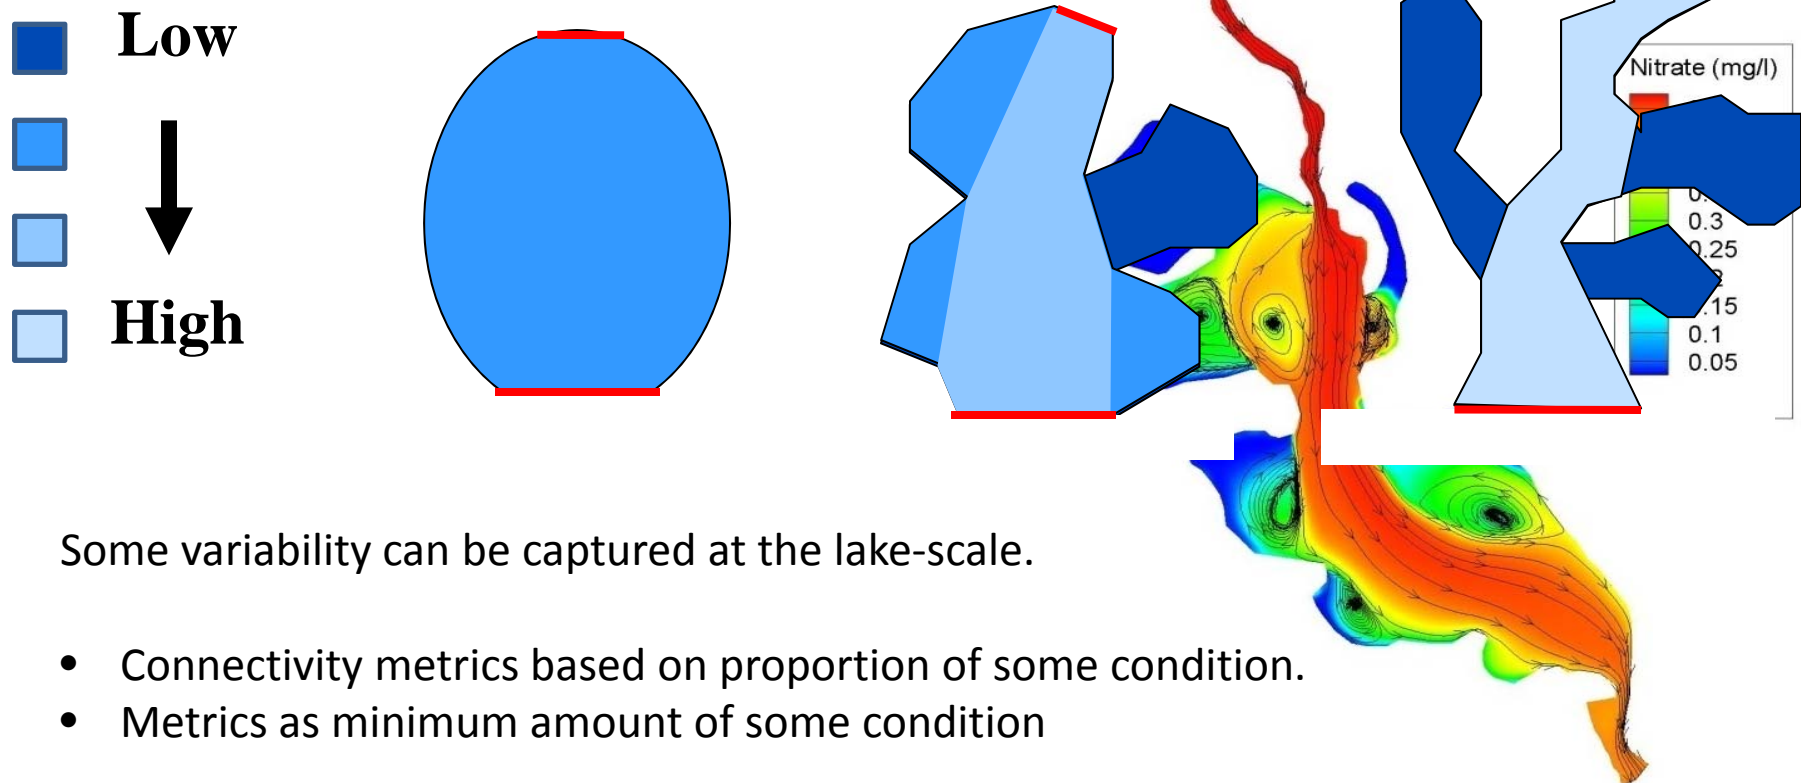 Low
High
Nitrate (mg/l)
0.3
0.25
0.1
0.05
Some variability can be captured at the lake-scale.
• Connectivity metrics based on proportion of some condition.
• Metrics as minimum amount of some condition